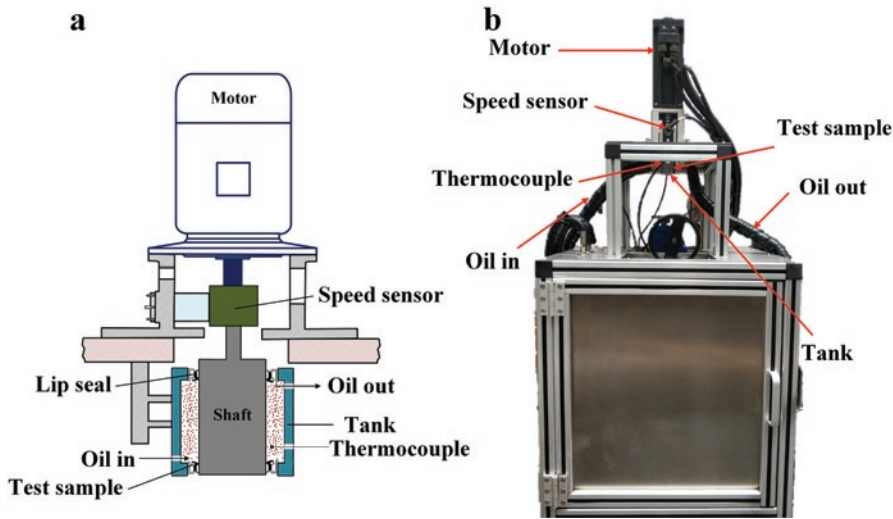 a
Motor
Speed sensor
Lip seal
Oil out
Shaft
Tank
Thermocouple
Oil in
Test sample
b
Motor
Speed sensor
Test sample
Thermocouple
Oil out
Oil in
Tank